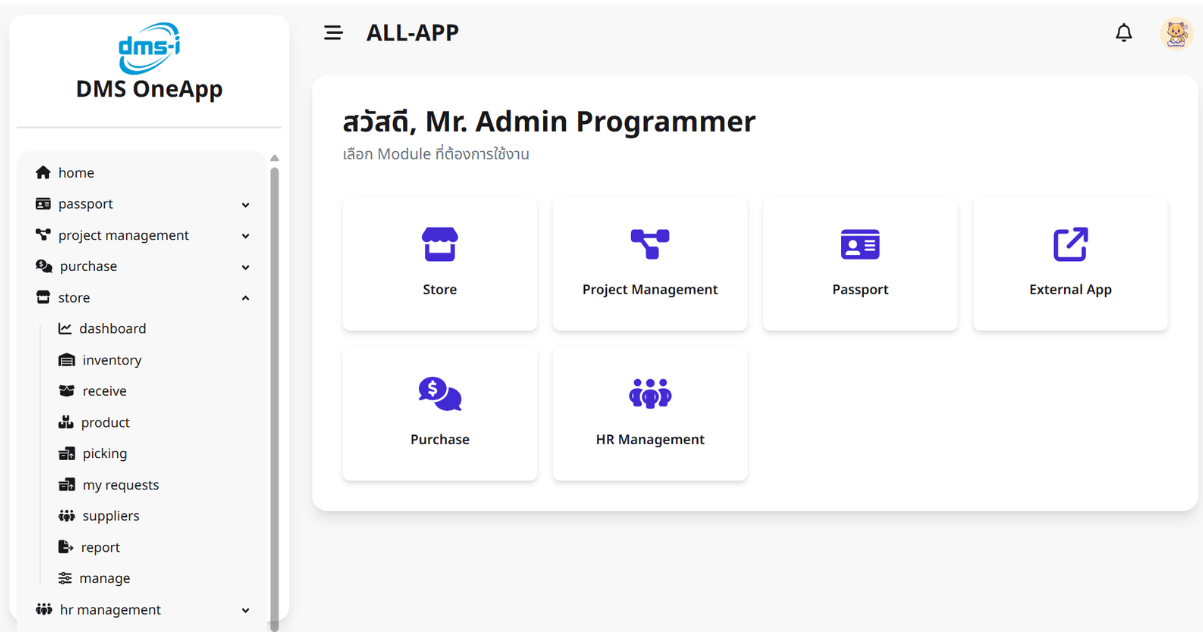 dms-i
DMS OneApp
home
passport
project management
purchase
store
dashboard
inventory
receive
product
picking
my requests
suppliers
report
manage
hr management
ALL-APP
สวัสดี, Mr. Admin Programmer
เลือก Module ที่ต้องการใช้งาน
Store
Project Management
Passport
External App
Purchase
HR Management